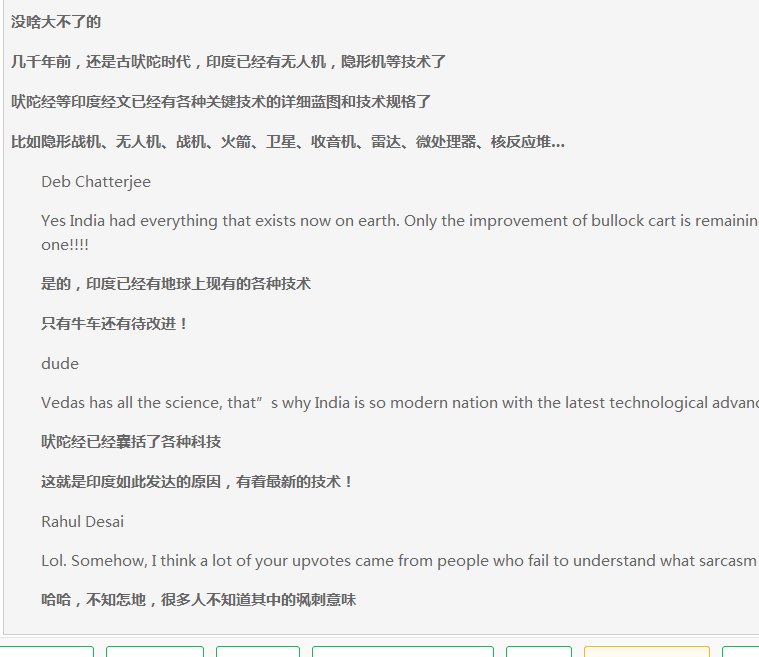 没啥大不了的
几千年前，还是古吠陀时代，印度已经有无人机，隐形机等技术了
吠陀经等印度经文已经有各种关键技术的详细蓝图和技术规格了
比如隐形战机、无人机、战机、火箭、卫星、收音机、雷达、微处理器、核反应堆...
Deb Chatterjee
Yes India had everything that exists now on earth. Only the improvement of bullock cart is remaining
one!!!!
是的，印度已经有地球上现有的各种技术
只有牛车还有待改进！
dude
Vedas has all the science, that”s why India is so modern nation with the latest technological
吠陀经已经囊括了各种科技
这就是印度如此发达的原因，有着最新的技术！
Rahul Desai
Lol. Somehow, I think a lot of your upvotes came from people who fail to understand what sarcasm
哈哈，不知怎地，很多人不知道其中的讽刺意味